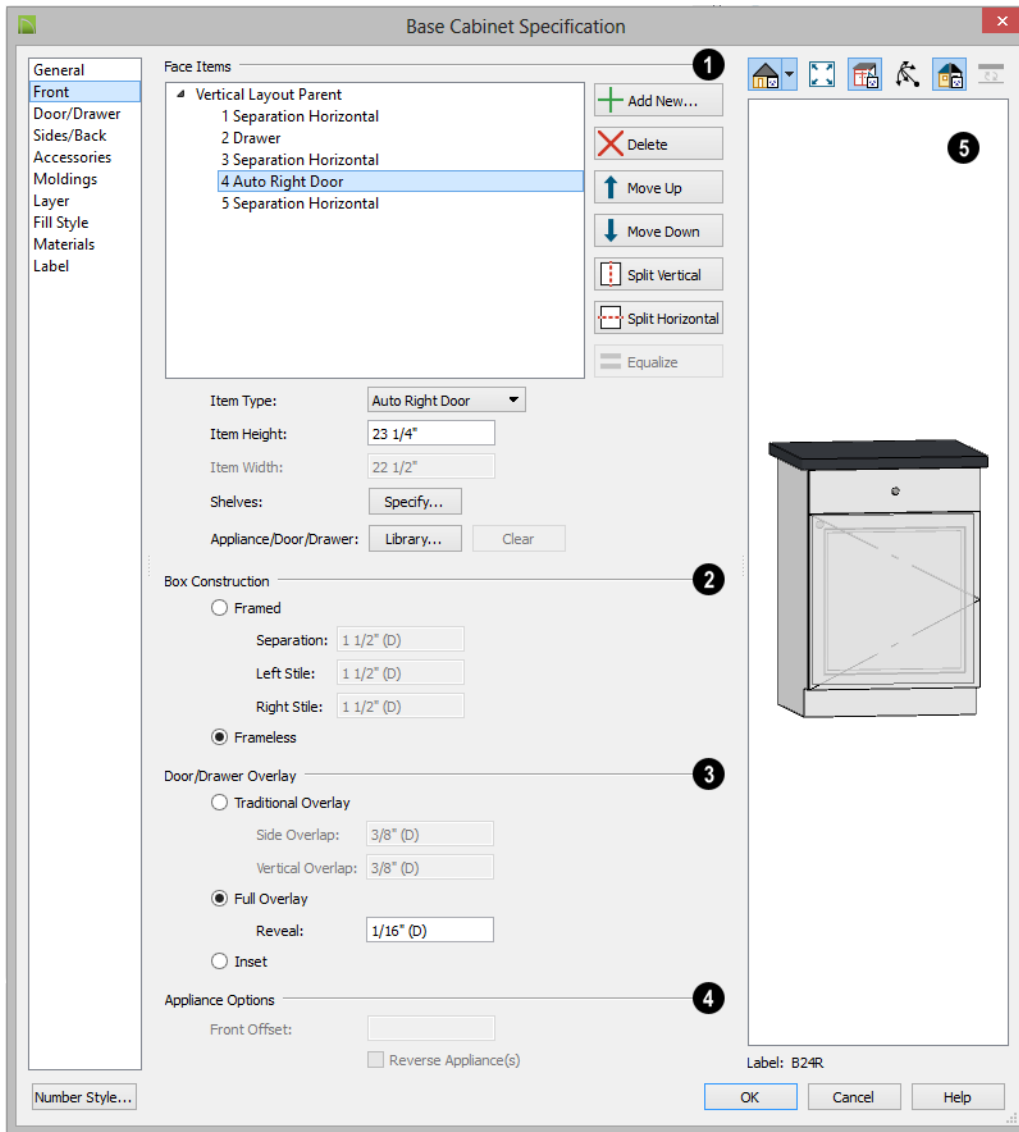 Base Cabinet Specification
General
Front
Door/Drawer
Sides/Back
Accessories
Moldings
Layer
Fill Style
Materials
Label
Face Items
1
Vertical Layout Parent
1 Separation Horizontal
2 Drawer
3 Separation Horizontal
4 Auto Right Door
5 Separation Horizontal
Add New...
Delete
Move Up
Move Down
Split Vertical
Split Horizontal
Equalize
Item Type: Auto Right Door
Item Height: 23 1/4"
Item Width: 22 1/2"
Shelves: Specify...
Appliance/Door/Drawer: Library... Clear
Box Construction
2
Framed
Separation: 1 1/2" (D)
Left Stile: 1 1/2" (D)
Right Stile: 1 1/2" (D)
Frameless
Door/Drawer Overlay
3
Traditional Overlay
Side Overlap: 3/8" (D)
Vertical Overlap: 3/8" (D)
Full Overlay
Reveal: 1/16" (D)
Inset
Appliance Options
4
Front Offset:
Reverse Appliance(s)
5
Label: B24R
Number Style...
OK
Cancel
Help